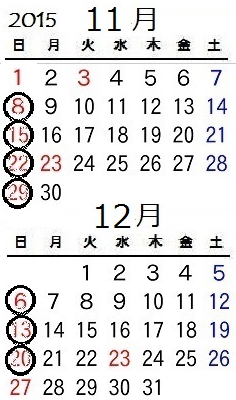 2015 11月
日 月 火 水 木 金 土
1 2 3 4 5 6 7
8 9 10 11 12 13 14
15 16 17 18 19 20 21
22 23 24 25 26 27 28
29 30
12月
日 月 火 水 木 金 土
1 2 3 4 5
6 7 8 9 10 11 12
13 14 15 16 17 18 19
20 21 22 23 24 25 26
27 28 29 30 31